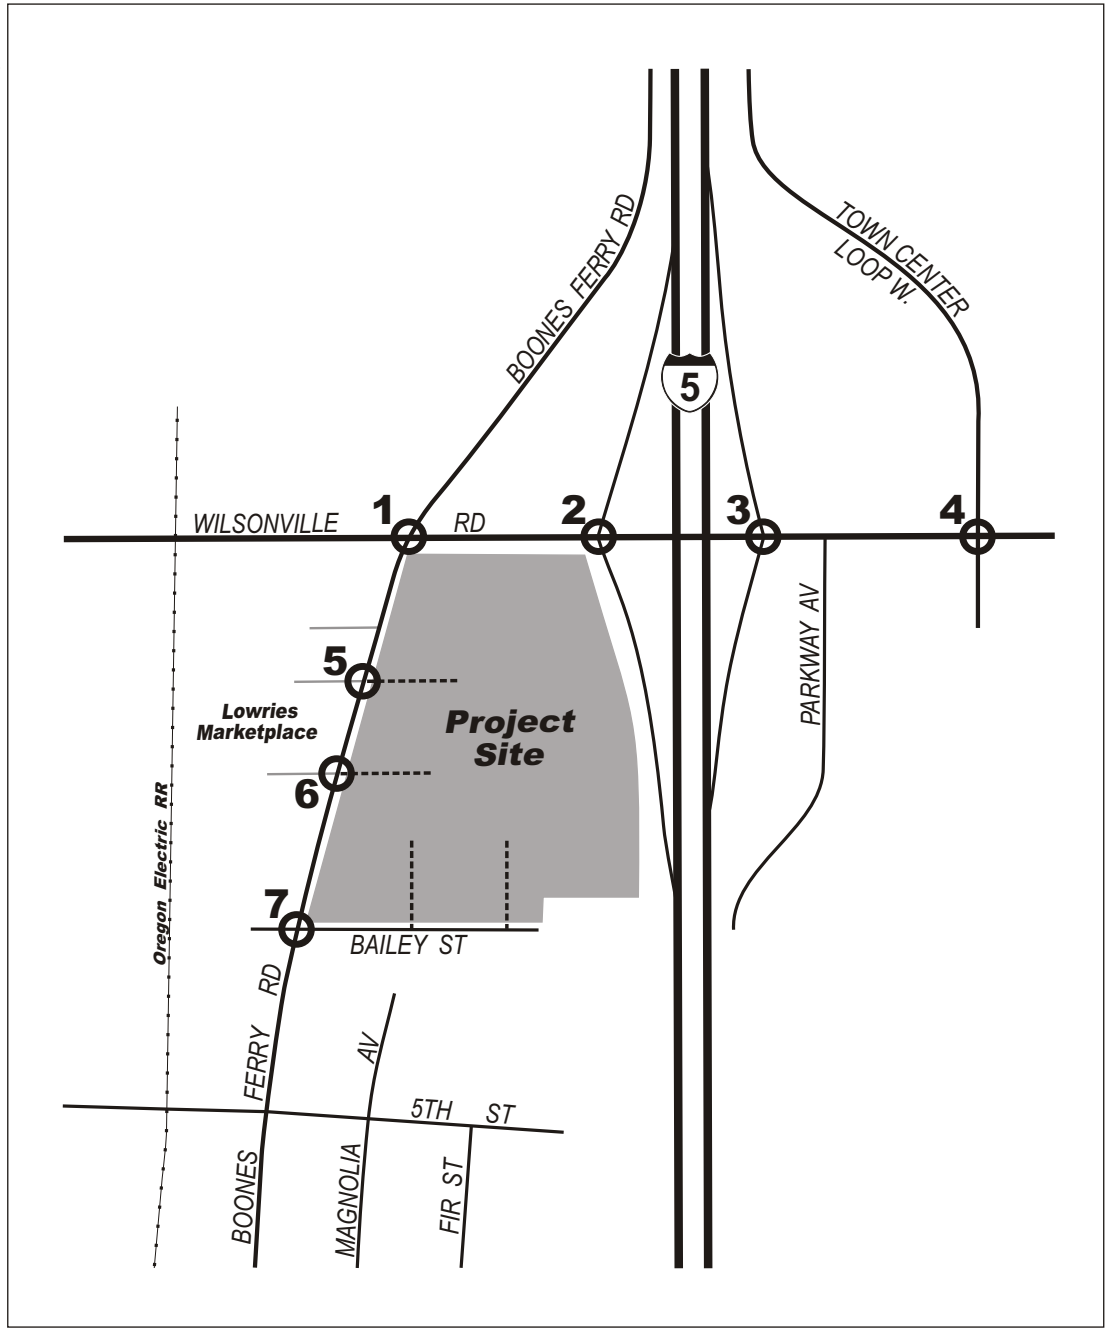 BOONES FERRY RD
TOWN CENTER
LOOP W.
5
1
2
3
4
WILSONVILLE RD
PARKWAY AV
5
Lowries
Marketplace
Project
Site
6
Oregon Electric RR
7
BAILEY ST
BOONES FERRY RD
MAGNOLIA AV
5TH ST
FIR ST